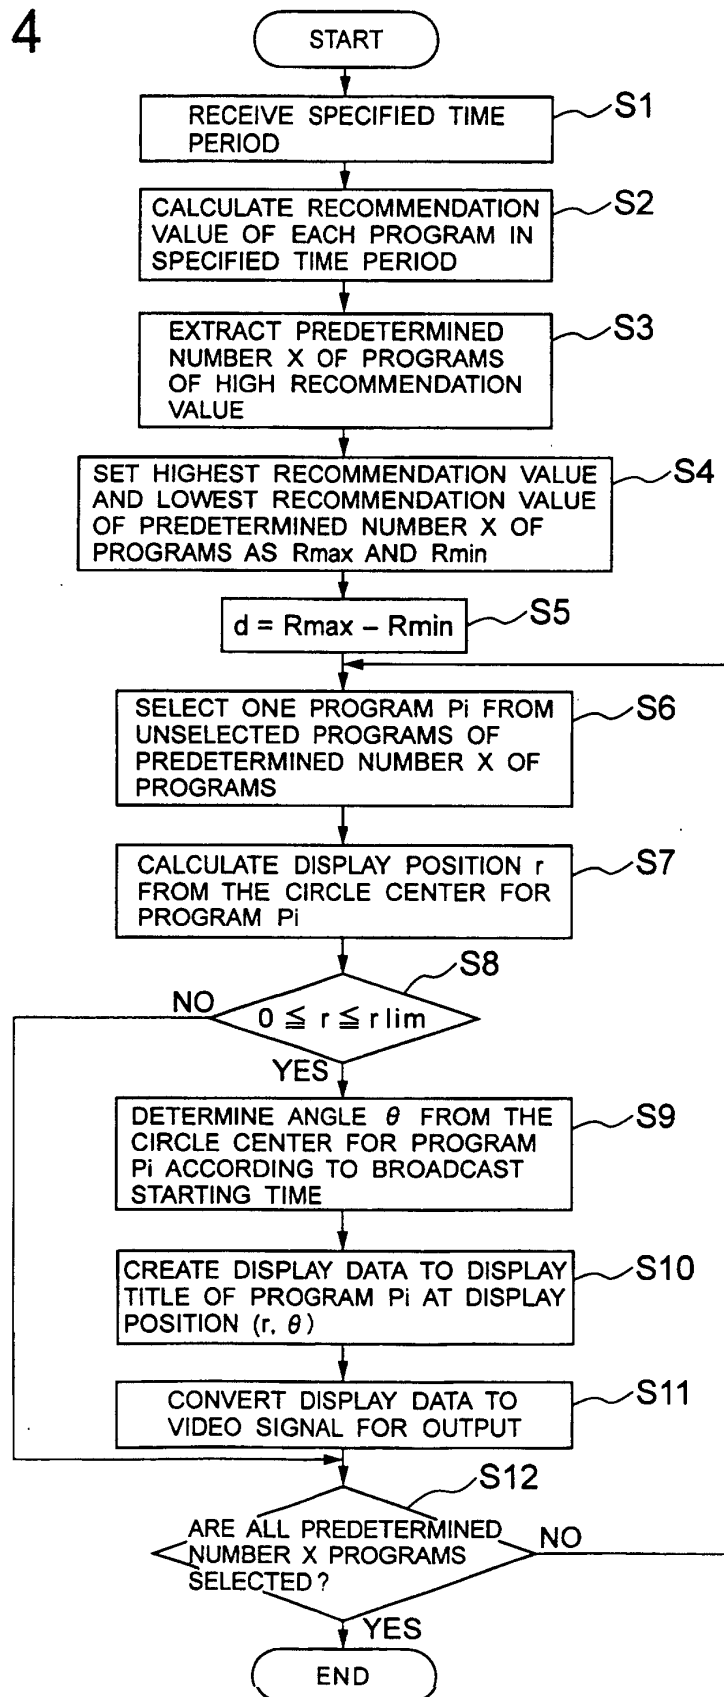 4
START
RECEIVE SPECIFIED TIME
PERIOD
S1
CALCULATE RECOMMENDATION
VALUE OF EACH PROGRAM IN
SPECIFIED TIME PERIOD
S2
EXTRACT PREDETERMINED
NUMBER X OF PROGRAMS
OF HIGH RECOMMENDATION
VALUE
S3
SET HIGHEST RECOMMENDATION VALUE
AND LOWEST RECOMMENDATION VALUE
OF PREDETERMINED NUMBER X OF
PROGRAMS AS Rmax AND Rmin
S4
d = Rmax − Rmin
S5
SELECT ONE PROGRAM Pi FROM
UNSELECTED PROGRAMS OF
PREDETERMINED NUMBER X OF
PROGRAMS
S6
CALCULATE DISPLAY POSITION r
FROM THE CIRCLE CENTER FOR
PROGRAM Pi
S7
S8
NO
0 ≦ r ≦ r lim
YES
DETERMINE ANGLE θ FROM THE
CIRCLE CENTER FOR PROGRAM
Pi ACCORDING TO BROADCAST
STARTING TIME
S9
CREATE DISPLAY DATA TO DISPLAY
TITLE OF PROGRAM Pi AT DISPLAY
POSITION (r, θ)
S10
CONVERT DISPLAY DATA TO
VIDEO SIGNAL FOR OUTPUT
S11
S12
ARE ALL PREDETERMINED
NUMBER X PROGRAMS
SELECTED?
NO
YES
END